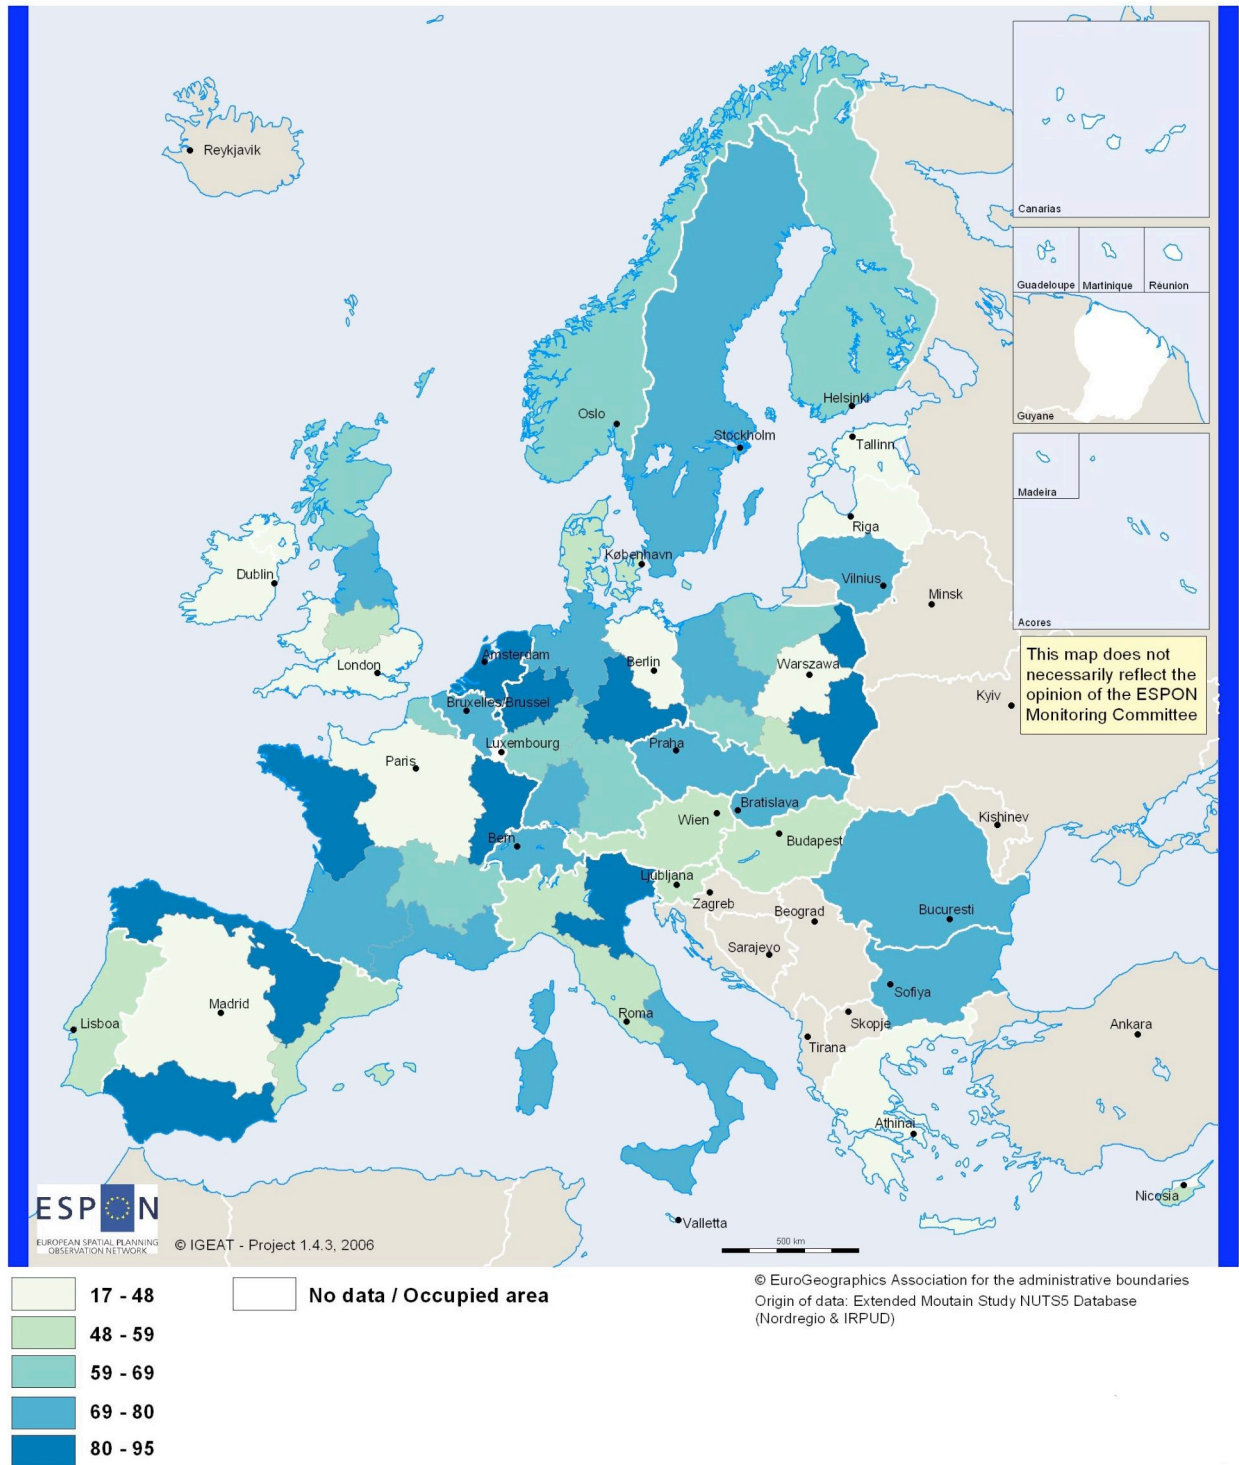 Reykjavik
Canarias
Guadeloupe
Martinique
Réunion
Guyane
Oslo
Helsinki
Stockholm
Tallinn
Madeira
Riga
København
Dublin
Vilnius
Minsk
Acores
London
Amsterdam
Berlin
Warszawa
This map does not
necessarily reflect the
opinion of the ESPON
Monitoring Committee
Kyiv
Bruxelles/Brussel
Luxembourg
Praha
Paris
Bratislava
Wien
Kishinev
Bern
Budapest
Ljubljana
Zagreb
Beograd
Bucuresti
Sarajevo
Madrid
Sofiya
Lisboa
Roma
Skopje
Ankara
Tirana
Athinai
Nicosia
ESPON
EUROPEAN SPATIAL PLANNING
OBSERVATION NETWORK
© IGEAT - Project 1.4.3, 2006
Valletta
500 km
17 - 48
48 - 59
59 - 69
69 - 80
80 - 95
No data / Occupied area
© EuroGeographics Association for the administrative boundaries
Origin of data: Extended Moutain Study NUTS5 Database
(Nordregio & IRPUD)